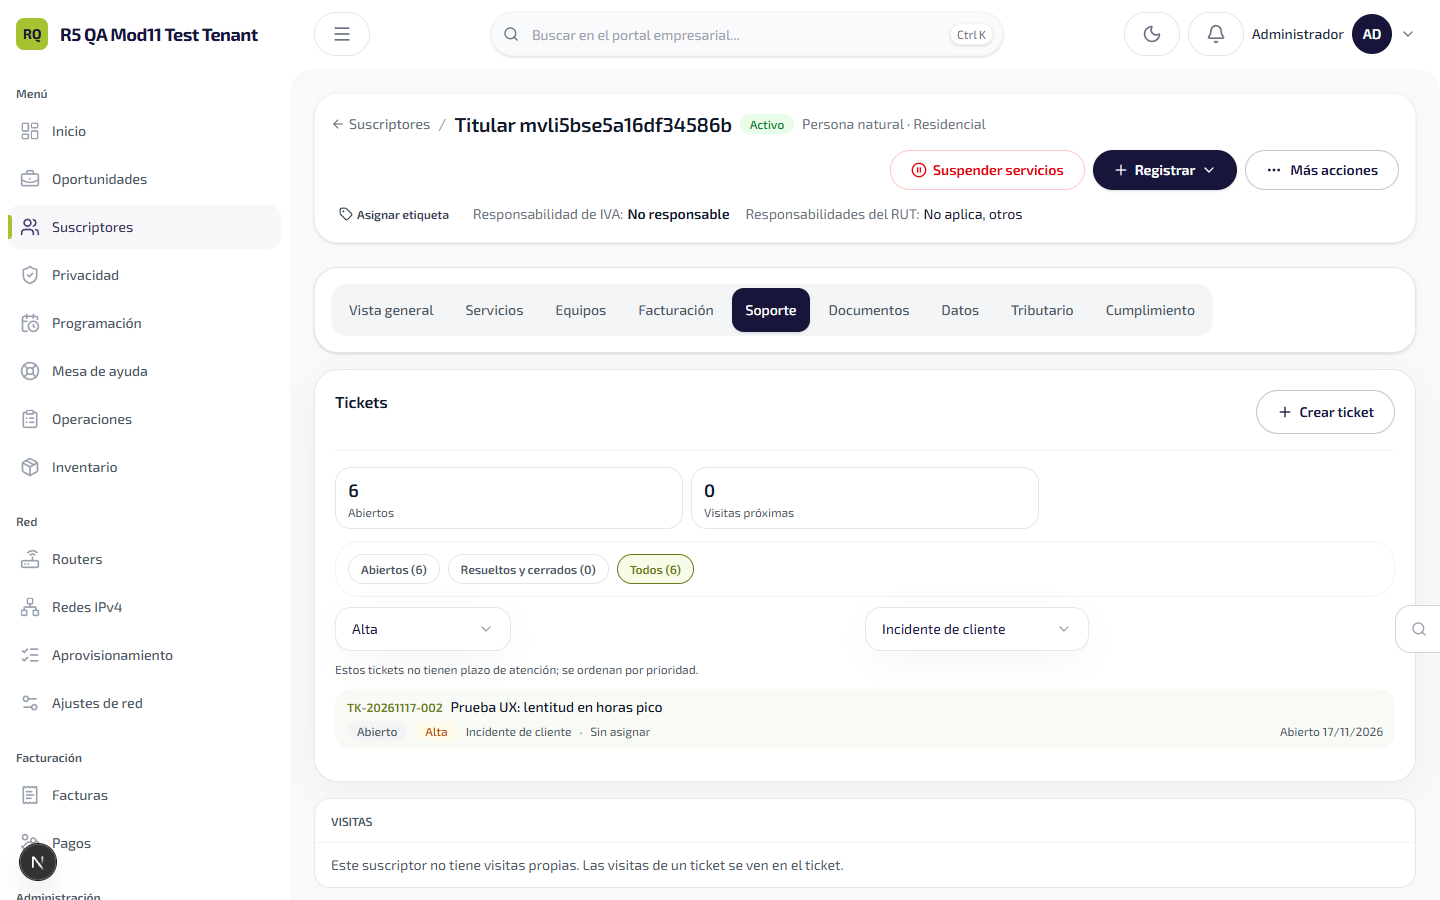 RQ R5 QA Mod11 Test Tenant
Buscar en el portal empresarial... Ctrl K
Administrador AD
Menú
Inicio
Oportunidades
Suscriptores
Privacidad
Programación
Mesa de ayuda
Operaciones
Inventario
Red
Routers
Redes IPv4
Aprovisionamiento
Ajustes de red
Facturación
Facturas
Pagos
N
Administración
Suscriptores / Titular mvli5bse5a16df34586b Activo Persona natural · Residencial
Suspender servicios Registrar Más acciones
Asignar etiqueta Responsabilidad de IVA: No responsable Responsabilidades del RUT: No aplica, otros
Vista general Servicios Equipos Facturación Soporte Documentos Datos Tributario Cumplimiento
Tickets
Crear ticket
6
Abiertos
0
Visitas próximas
Abiertos (6) Resueltos y cerrados (0) Todos (6)
Alta Incidente de cliente
Estos tickets no tienen plazo de atención; se ordenan por prioridad.
TK-20261117-002 Prueba UX: lentitud en horas pico
Abierto Alta Incidente de cliente · Sin asignar Abierto 17/11/2026
VISITAS
Este suscriptor no tiene visitas propias. Las visitas de un ticket se ven en el ticket.